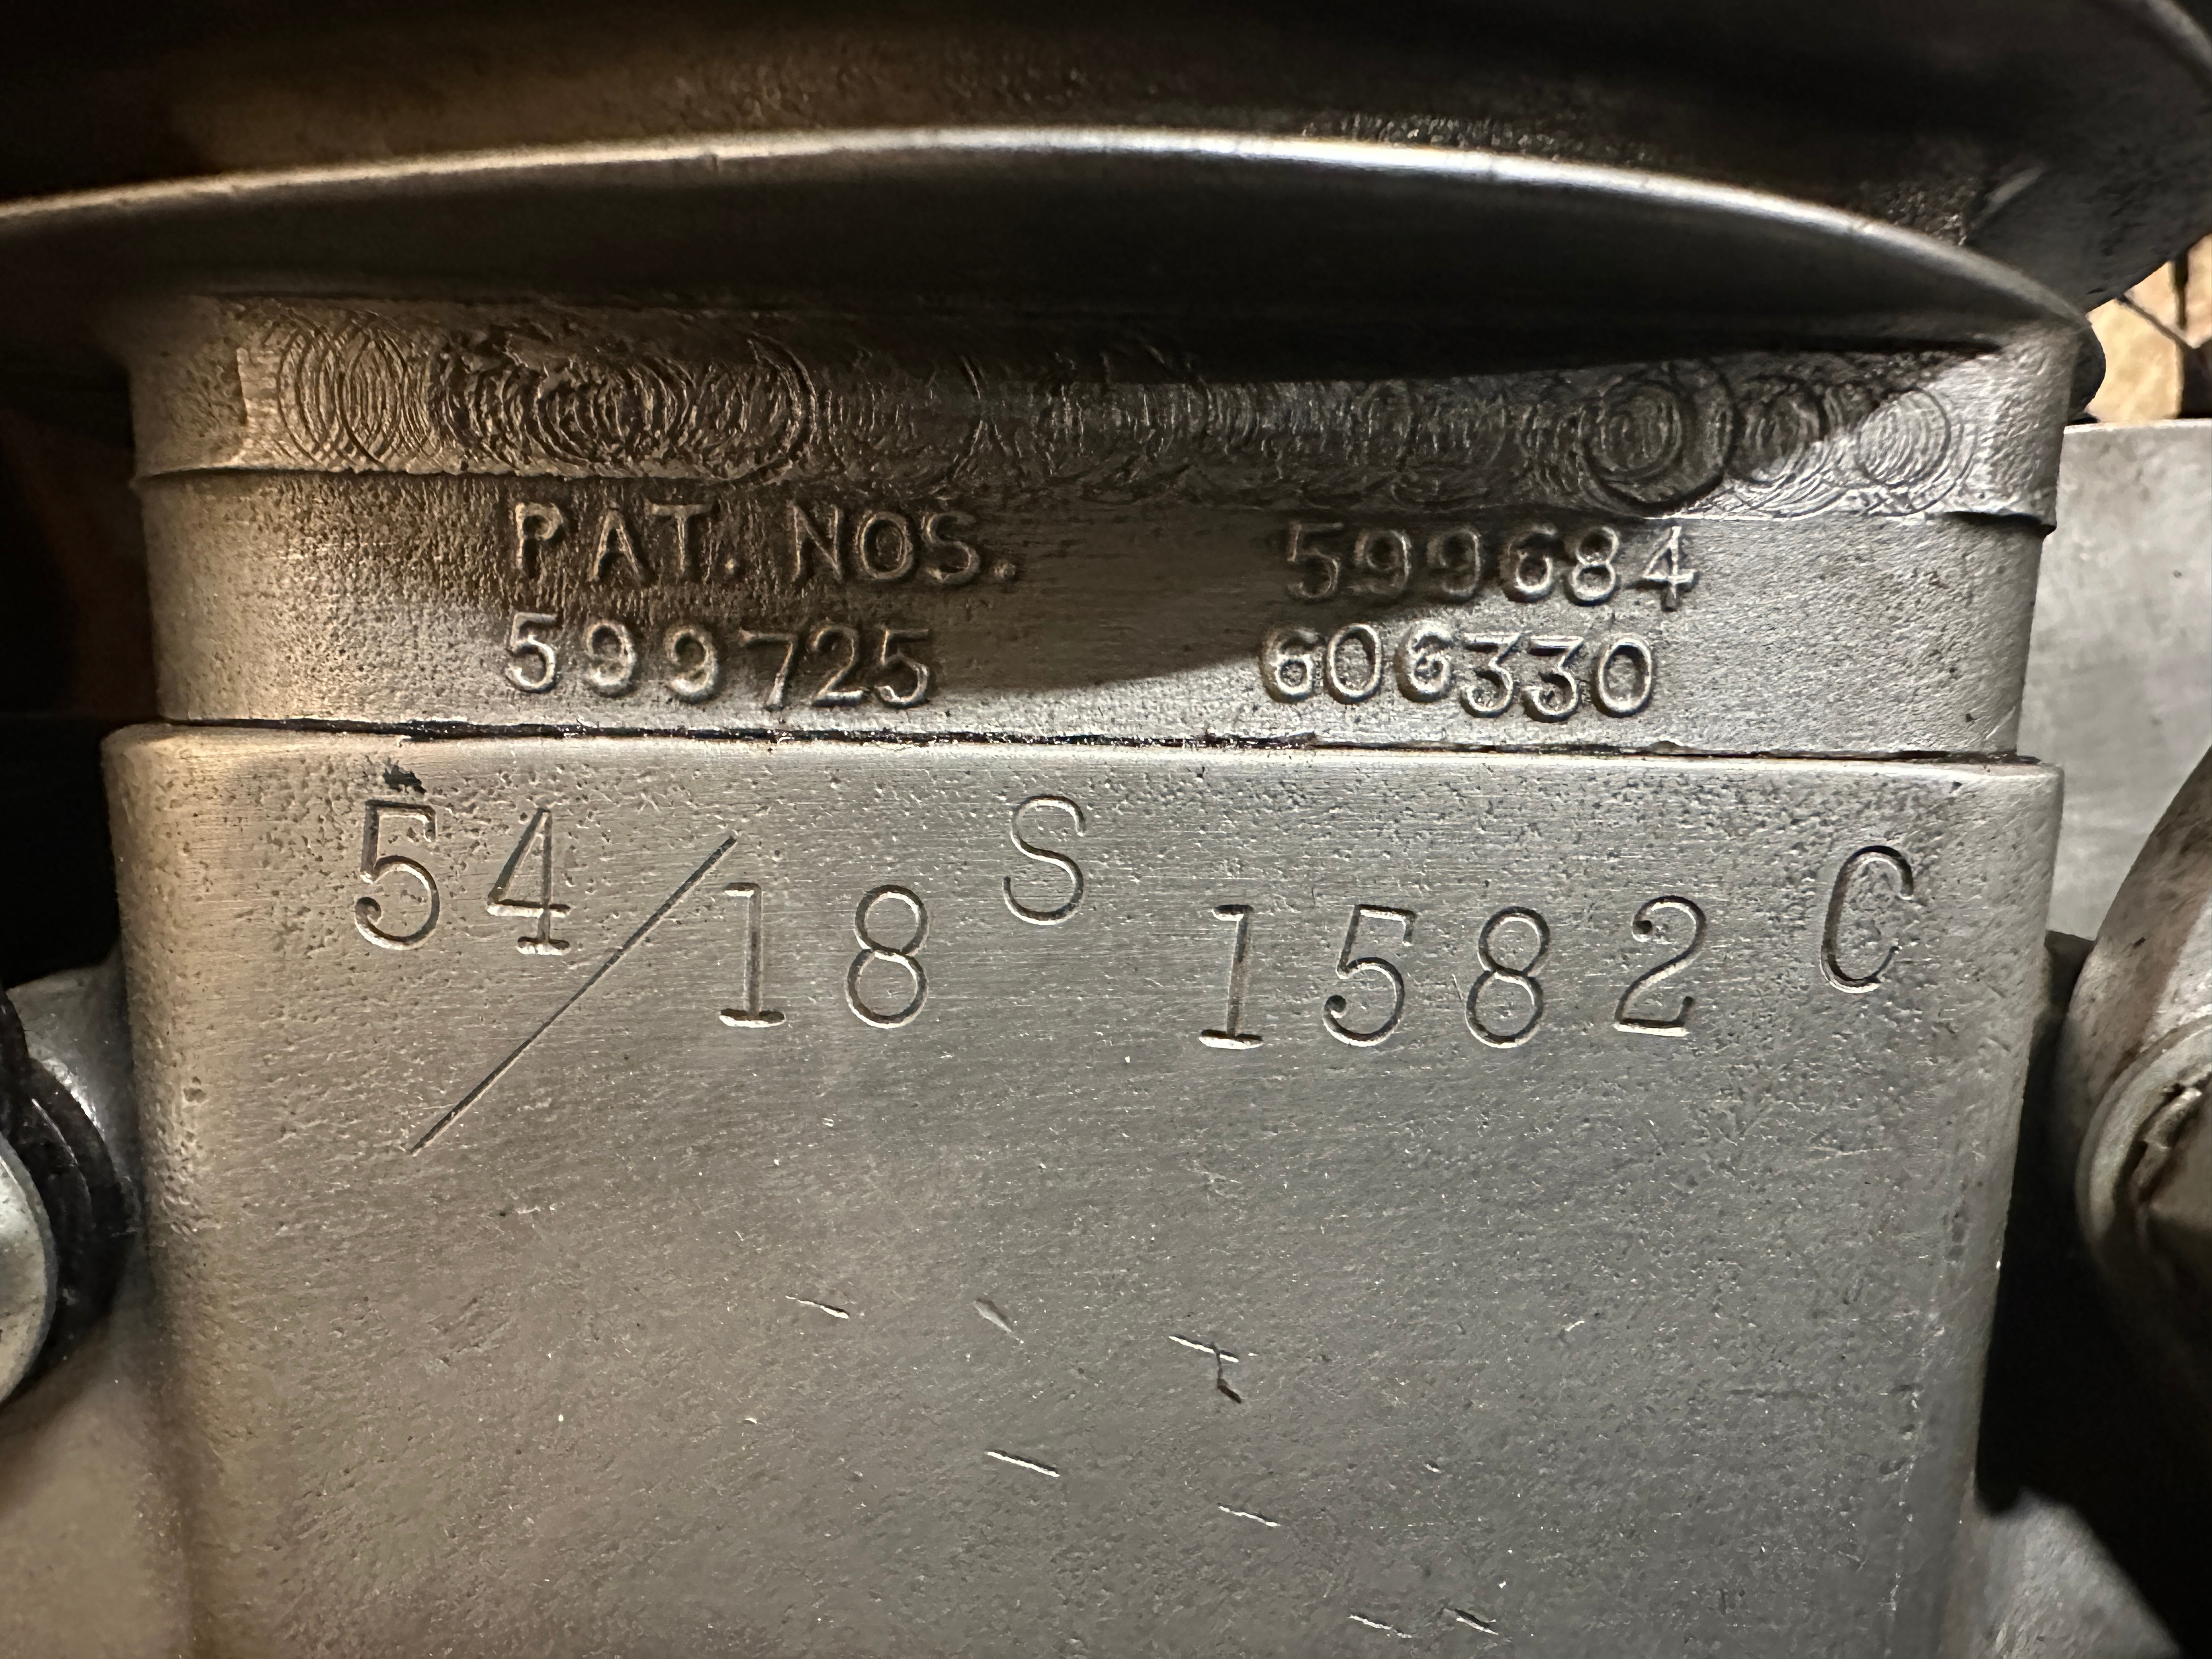 PAT. NOS. 599684
599725 606330
54/18 S 1582 C